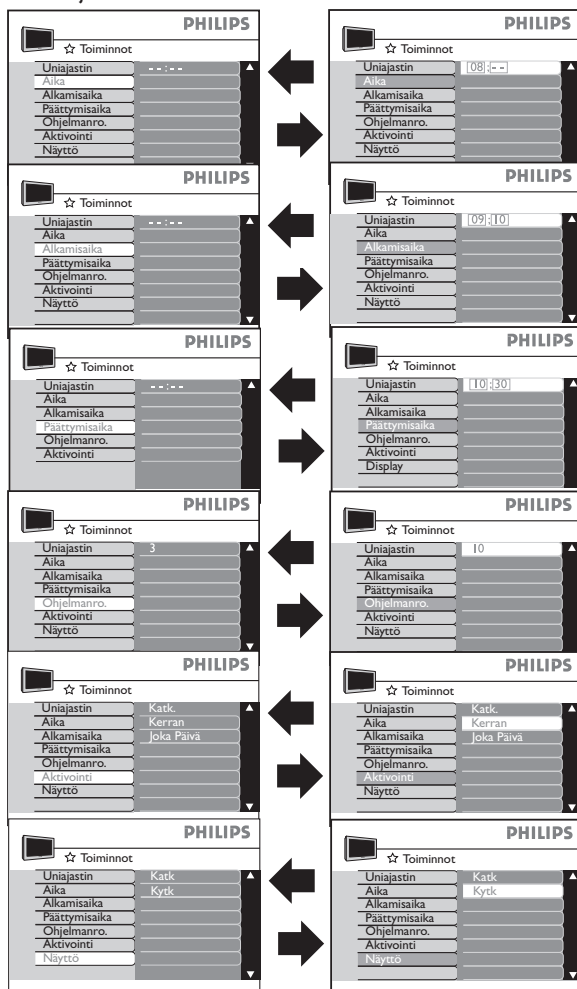 PHILIPS
☆ Toiminnot
Uniajastin --:--
Aika
Alkamisaika
Päättymisaika
Ohjelmanro.
Aktivointi
Näyttö
PHILIPS
☆ Toiminnot
Uniajastin 08:--
Aika
Alkamisaika
Päättymisaika
Ohjelmanro.
Aktivointi
Näyttö
PHILIPS
☆ Toiminnot
Uniajastin --:--
Aika
Alkamisaika
Päättymisaika
Ohjelmanro.
Aktivointi
Näyttö
PHILIPS
☆ Toiminnot
Uniajastin 09:10
Aika
Alkamisaika
Päättymisaika
Ohjelmanro.
Aktivointi
Näyttö
PHILIPS
☆ Toiminnot
Uniajastin --:--
Aika
Alkamisaika
Päättymisaika
Ohjelmanro.
Aktivointi
PHILIPS
☆ Toiminnot
Uniajastin 10:30
Aika
Alkamisaika
Päättymisaika
Ohjelmanro.
Aktivointi
Display
PHILIPS
☆ Toiminnot
Uniajastin 3
Aika
Alkamisaika
Päättymisaika
Ohjelmanro.
Aktivointi
Näyttö
PHILIPS
☆ Toiminnot
Uniajastin 10
Aika
Alkamisaika
Päättymisaika
Ohjelmanro.
Aktivointi
Näyttö
PHILIPS
☆ Toiminnot
Uniajastin Katk.
Aika Kerran
Alkamisaika Joka Päivä
Päättymisaika
Ohjelmanro.
Aktivointi
Näyttö
PHILIPS
☆ Toiminnot
Uniajastin Katk.
Aika Kerran
Alkamisaika Joka Päivä
Päättymisaika
Ohjelmanro.
Aktivointi
Näyttö
PHILIPS
☆ Toiminnot
Uniajastin Katk
Aika Kytk
Alkamisaika
Päättymisaika
Ohjelmanro.
Aktivointi
Näyttö
PHILIPS
☆ Toiminnot
Uniajastin Katk
Aika Kytk
Alkamisaika
Päättymisaika
Ohjelmanro.
Aktivointi
Näyttö